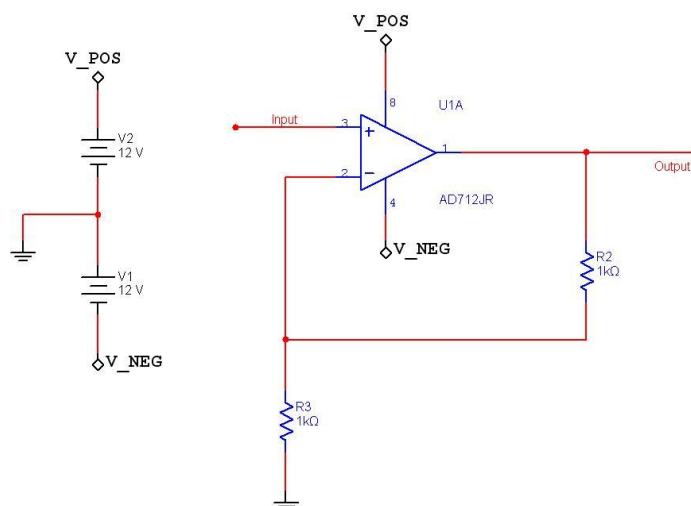 V_POS
V2
12 V
V1
12 V
V_NEG
V_POS
8
U1A
Input
3
+
1
Output
2
−
4
AD712JR
V_NEG
R2
1kΩ
R3
1kΩ